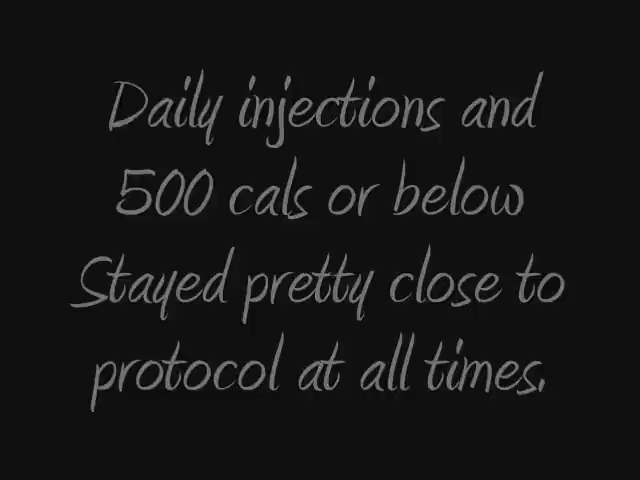 Daily injections and
500 cals or below
Stayed pretty close to
protocol at all times.